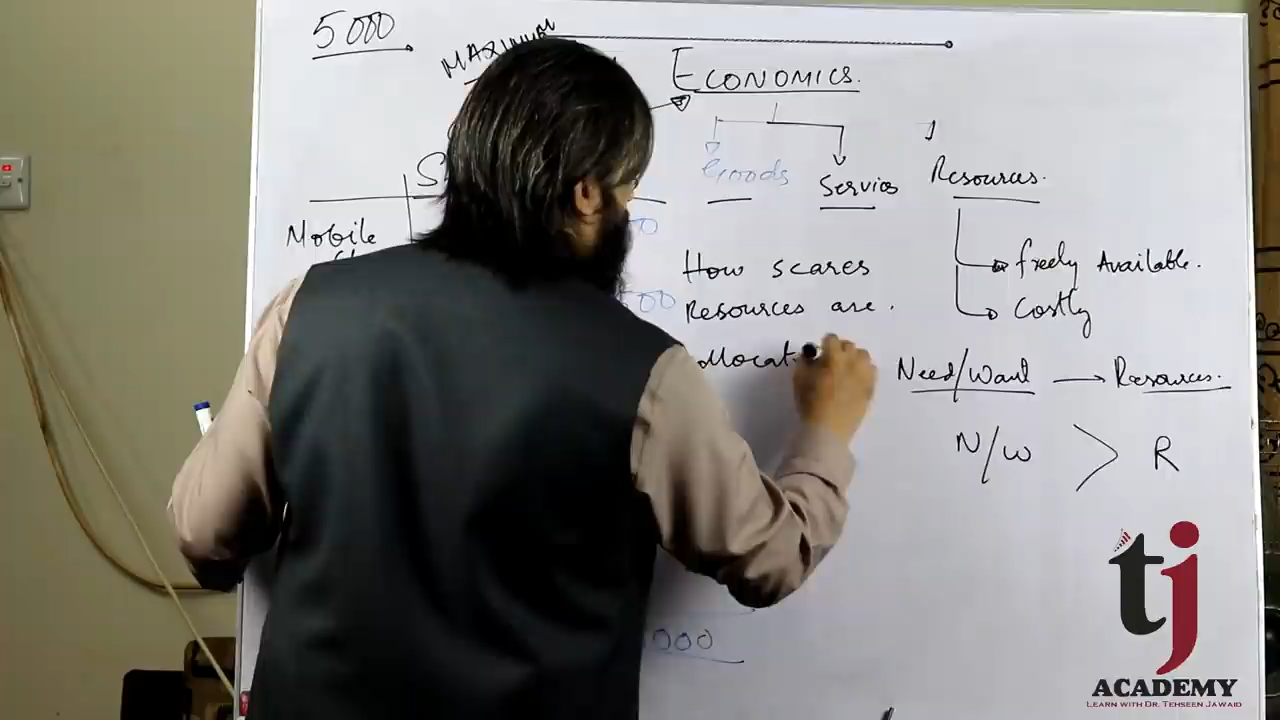 5000
MAXIMUM
ECONOMICS.
Goods
Services
Resources.
Mobile
freely Available.
Costly
How scares
Resources are.
allocat
Need/Want → Resources.
N/W > R
000
tj
ACADEMY
LEARN WITH DR. TEHSEEN JAWAID